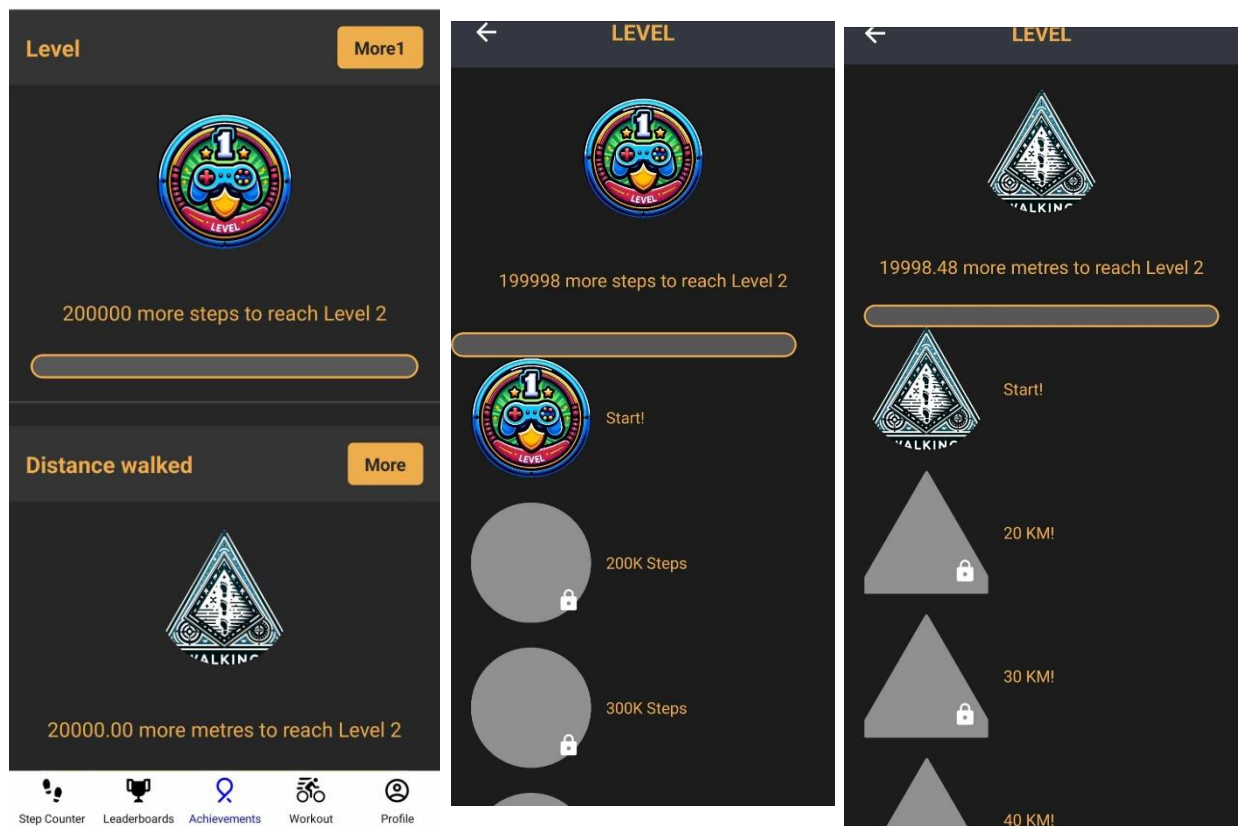 Level
More1
1
LEVEL
200000 more steps to reach Level 2
Distance walked
More
WALKING
20000.00 more metres to reach Level 2
Step Counter
Leaderboards
Achievements
Workout
Profile
LEVEL
1
LEVEL
199998 more steps to reach Level 2
1
LEVEL
Start!
200K Steps
300K Steps
LEVEL
WALKING
19998.48 more metres to reach Level 2
WALKING
Start!
20 KM!
30 KM!
40 KM!